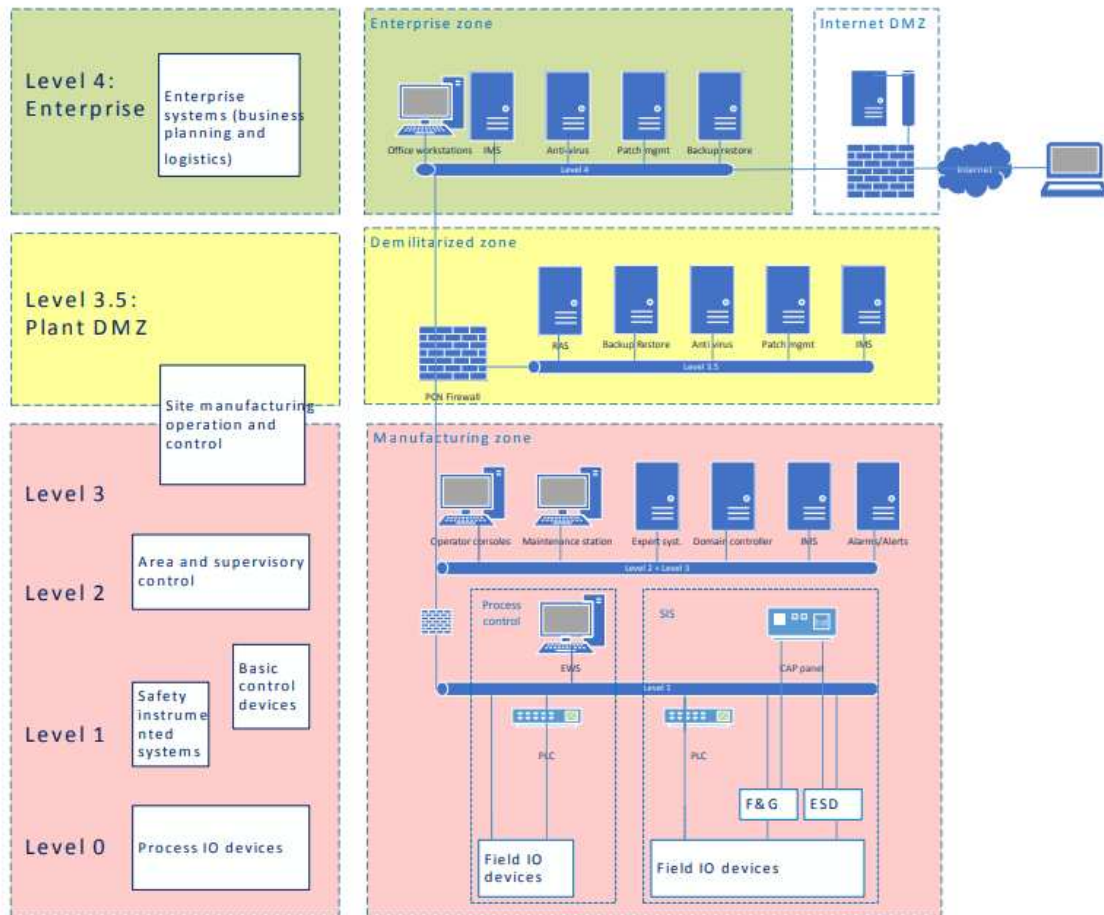 Level 4:
Enterprise
Enterprise
systems (business
planning and
logistics)
Enterprise zone
Office workstations
IMS
Anti-virus
Patch mgmt
Backup restore
Level 4
Internet DMZ
Internet
Level 3.5:
Plant DMZ
Demilitarized zone
RAS
Backup Restore
Anti virus
Patch mgmt
IMS
Level 3.5
PCN Firewall
Site manufacturing
operation and
control
Level 3
Manufacturing zone
Operator consoles
Maintenance station
Expert syst.
Domain controller
IMS
Alarms/Alerts
Level 2 + Level 3
Area and supervisory
control
Level 2
Process
control
EWS
SIS
CAP panel
Level 1
Basic
control
devices
Safety
instrume
nted
systems
Level 1
PLC
PLC
F&G
ESD
Level 0
Process IO devices
Field IO
devices
Field IO devices